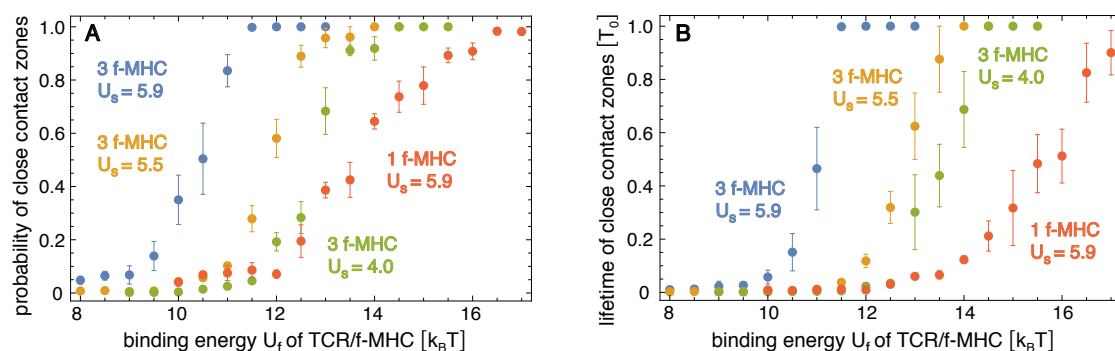 A
probability of close contact zones
1.0
0.8
0.6
0.4
0.2
0
3 f-MHC
Us = 5.9
3 f-MHC
Us = 5.5
1 f-MHC
Us = 5.9
3 f-MHC
Us = 4.0
8 10 12 14 16
binding energy Uf of TCR/f-MHC [kBT]
B
lifetime of close contact zones [T0]
1.0
0.8
0.6
0.4
0.2
0
3 f-MHC
Us = 4.0
3 f-MHC
Us = 5.5
3 f-MHC
Us = 5.9
1 f-MHC
Us = 5.9
8 10 12 14 16
binding energy Uf of TCR/f-MHC [kBT]